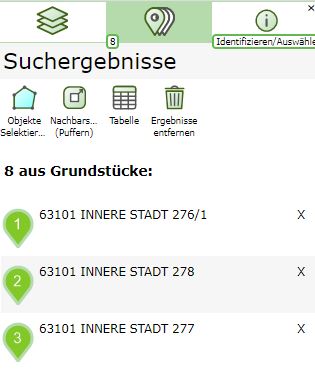 ×
8
Identifizieren/Auswähle
Suchergebnisse
Objekte Nachbars... Tabelle Ergebnisse
Selektier... (Puffern) entfernen
8 aus Grundstücke:
1 63101 INNERE STADT 276/1 X
2 63101 INNERE STADT 278 X
3 63101 INNERE STADT 277 X